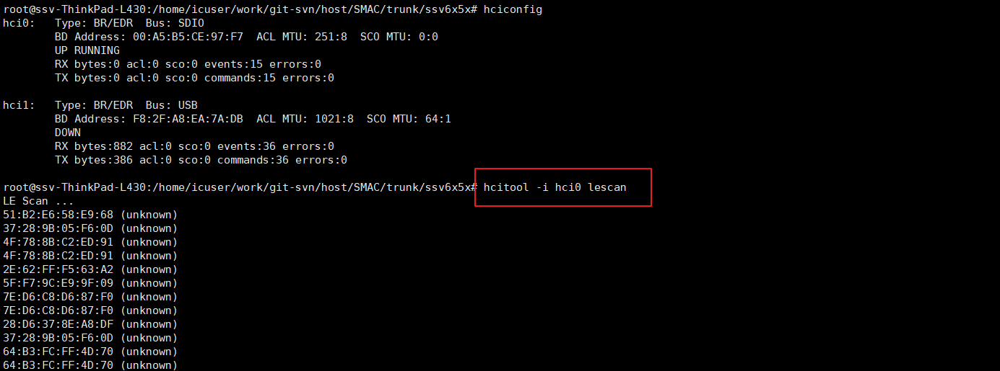 root@ssv-ThinkPad-L430:/home/icuser/work/git-svn/host/SMAC/trunk/ssv6x5x# hciconfig
hci0:   Type: BR/EDR  Bus: SDIO
        BD Address: 00:A5:B5:CE:97:F7  ACL MTU: 251:8  SCO MTU: 0:0
        UP RUNNING
        RX bytes:0 acl:0 sco:0 events:15 errors:0
        TX bytes:0 acl:0 sco:0 commands:15 errors:0

hci1:   Type: BR/EDR  Bus: USB
        BD Address: F8:2F:A8:EA:7A:DB  ACL MTU: 1021:8  SCO MTU: 64:1
        DOWN
        RX bytes:882 acl:0 sco:0 events:36 errors:0
        TX bytes:386 acl:0 sco:0 commands:36 errors:0

root@ssv-ThinkPad-L430:/home/icuser/work/git-svn/host/SMAC/trunk/ssv6x5x# hcitool -i hci0 lescan
LE Scan ...
51:B2:E6:58:E9:68 (unknown)
37:28:9B:05:F6:0D (unknown)
4F:78:8B:C2:ED:91 (unknown)
4F:78:8B:C2:ED:91 (unknown)
2E:62:FF:F5:63:A2 (unknown)
5F:F7:9C:E9:9F:09 (unknown)
7E:D6:C8:D6:87:F0 (unknown)
7E:D6:C8:D6:87:F0 (unknown)
28:D6:37:8E:A8:DF (unknown)
37:28:9B:05:F6:0D (unknown)
64:B3:FC:FF:4D:70 (unknown)
64:B3:FC:FF:4D:70 (unknown)